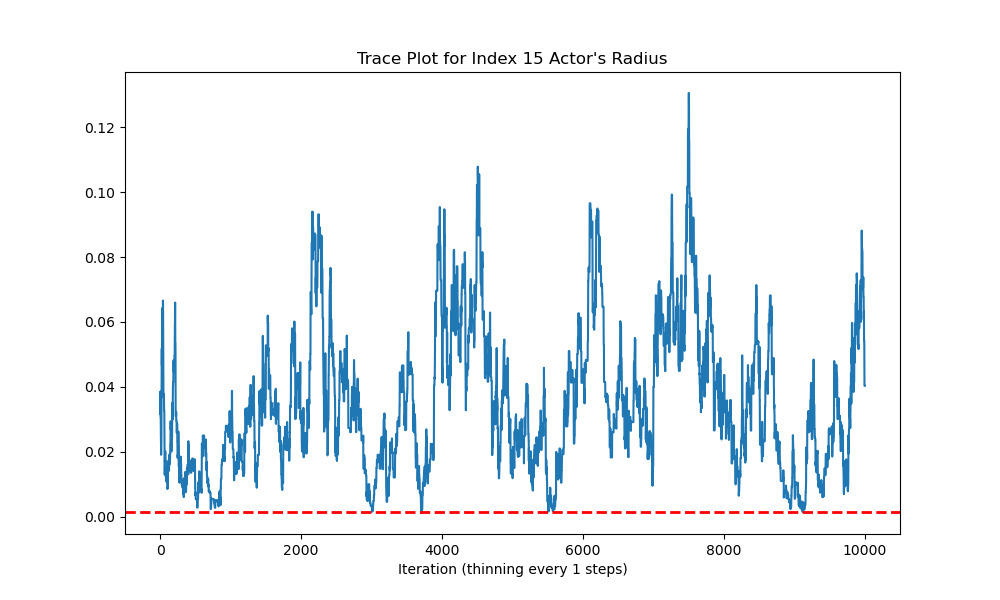 Trace Plot for Index 15 Actor's Radius
0.12
0.10
0.08
0.06
0.04
0.02
0.00
0 2000 4000 6000 8000 10000
Iteration (thinning every 1 steps)